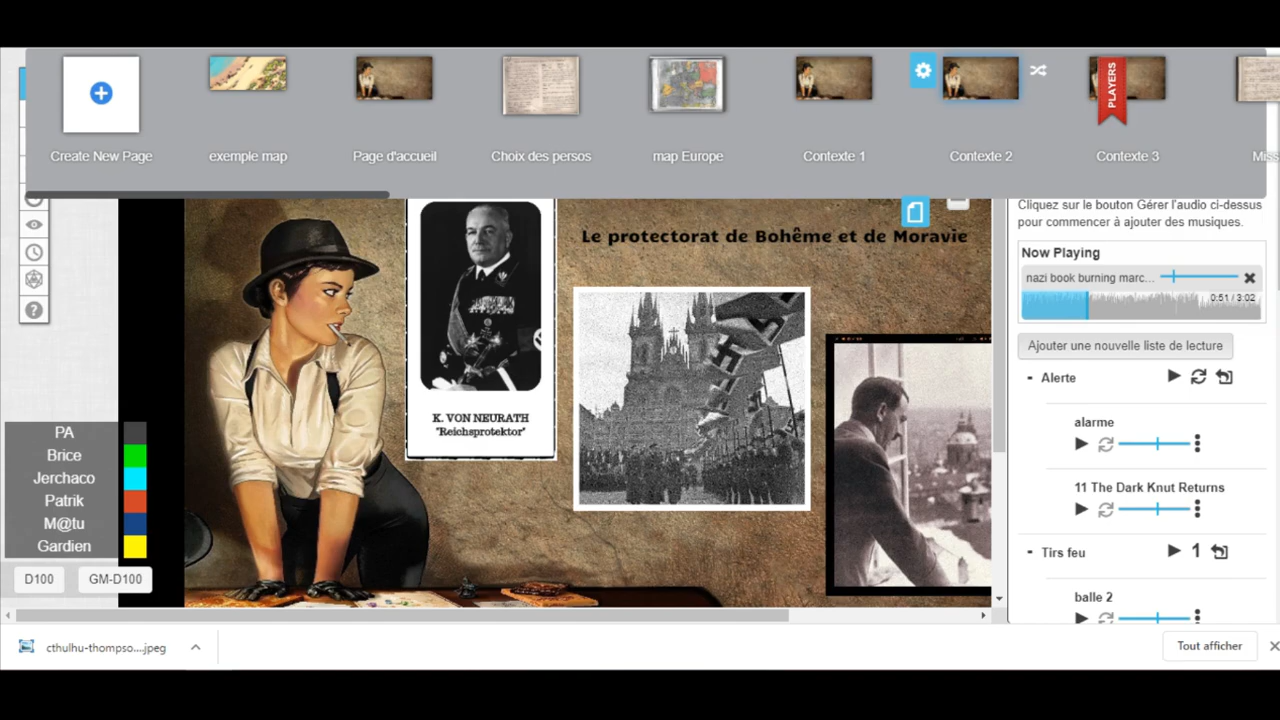 Create New Page
exemple map
Page d'accueil
Choix des persos
map Europe
Contexte 1
Contexte 2
Contexte 3
PLAYERS
Cliquez sur le bouton Gérer l'audio ci-dessus
pour commencer à ajouter des musiques.
Now Playing
nazi book burning marc...
0:51 / 3:02
Ajouter une nouvelle liste de lecture
Alerte
alarme
11 The Dark Knut Returns
Tirs feu
1
balle 2
Le protectorat de Bohême et de Moravie
K. VON NEURATH
"Reichsprotektor"
PA
Brice
Jerchaco
Patrik
M@tu
Gardien
D100
GM-D100
cthulhu-thompso....jpeg
Tout afficher